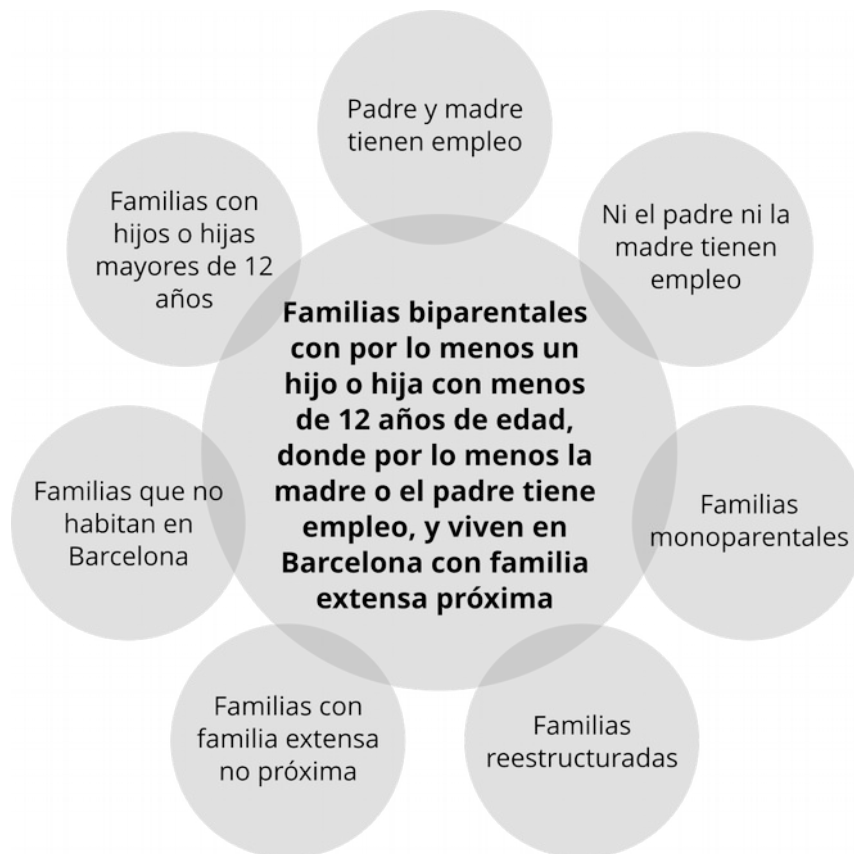 Padre y madre
tienen empleo
Familias con
hijos o hijas
mayores de 12
años
Ni el padre ni la
madre tienen
empleo
Familias biparentales
con por lo menos un
hijo o hija con menos
de 12 años de edad,
donde por lo menos la
madre o el padre tiene
empleo, y viven en
Barcelona con familia
extensa próxima
Familias que no
habitan en
Barcelona
Familias
monoparentales
Familias con
familia extensa
no próxima
Familias
reestructuradas